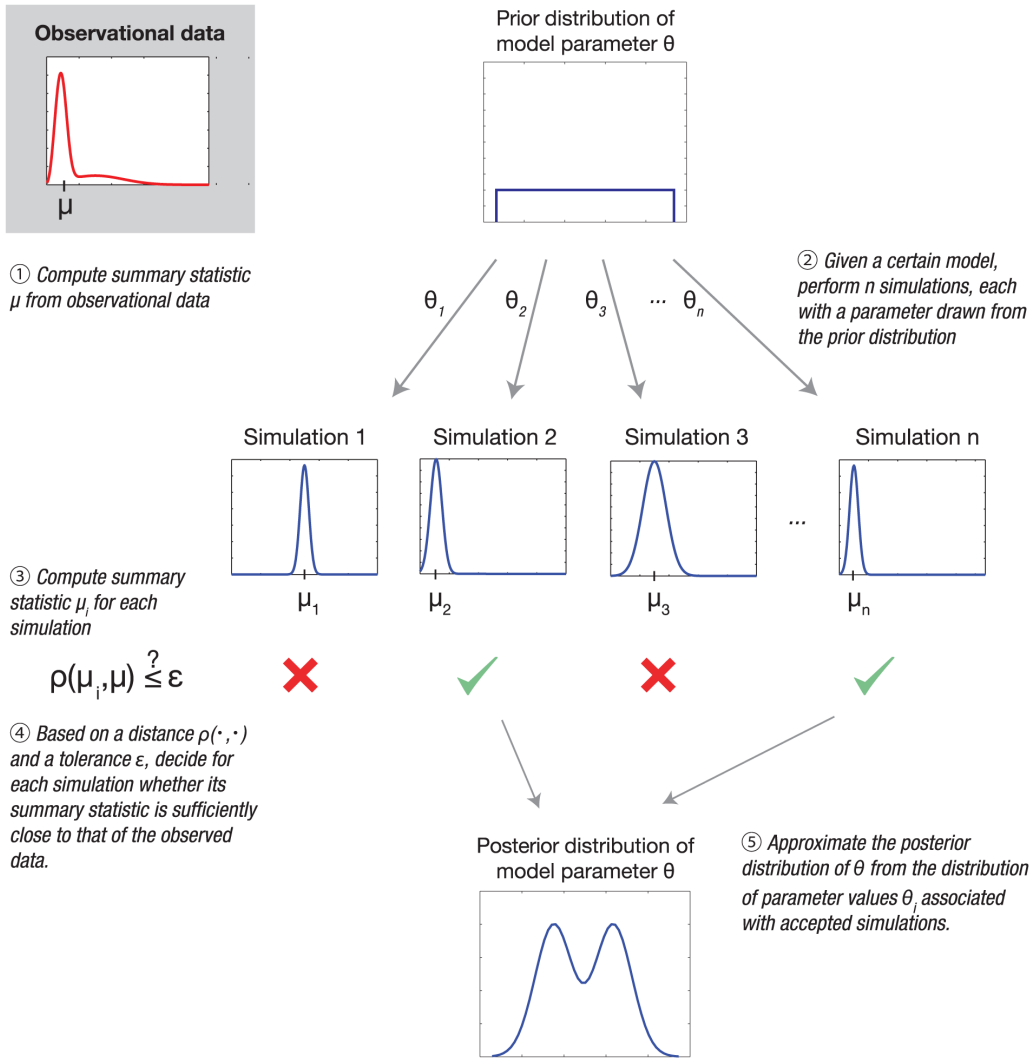 Observational data
μ
Prior distribution of
model parameter θ
① Compute summary statistic
μ from observational data
θ1
θ2
θ3
... θn
② Given a certain model,
perform n simulations, each
with a parameter drawn from
the prior distribution
Simulation 1
Simulation 2
Simulation 3
Simulation n
...
μ1
μ2
μ3
μn
③ Compute summary
statistic μi for each
simulation
ρ(μi,μ) ≤? ε
④ Based on a distance ρ(·,·)
and a tolerance ε, decide for
each simulation whether its
summary statistic is sufficiently
close to that of the observed
data.
Posterior distribution of
model parameter θ
⑤ Approximate the posterior
distribution of θ from the distribution
of parameter values θi associated
with accepted simulations.